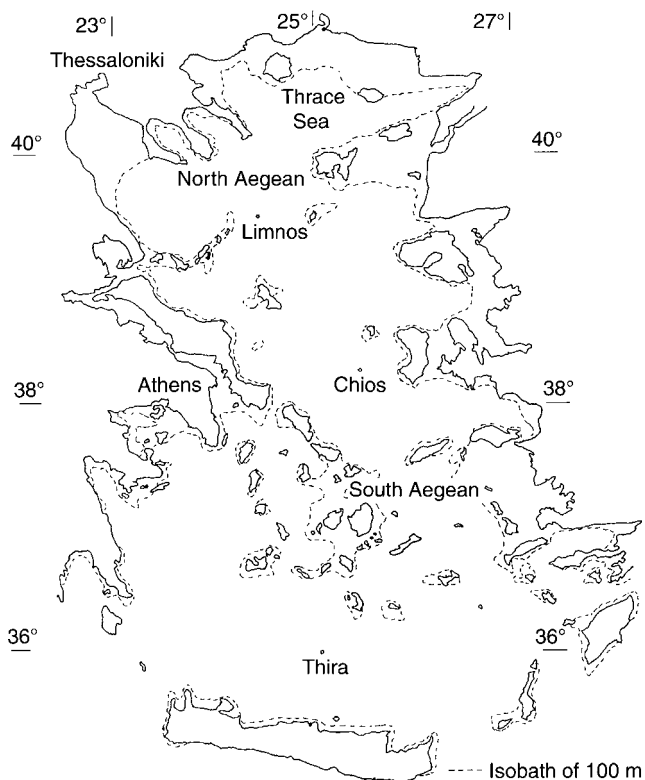 23°
25°
27°
Thessaloniki
Thrace
Sea
40°
40°
North Aegean
Limnos
Athens
Chios
38°
38°
South Aegean
36°
36°
Thira
Isobath of 100 m